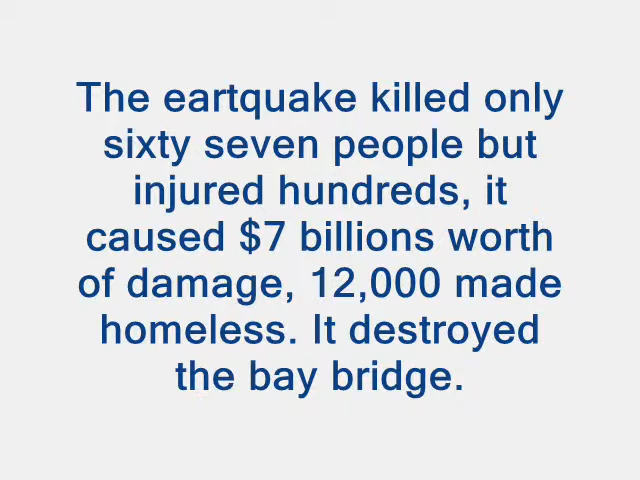 The eartquake killed only
sixty seven people but
injured hundreds, it
caused $7 billions worth
of damage, 12,000 made
homeless. It destroyed
the bay bridge.